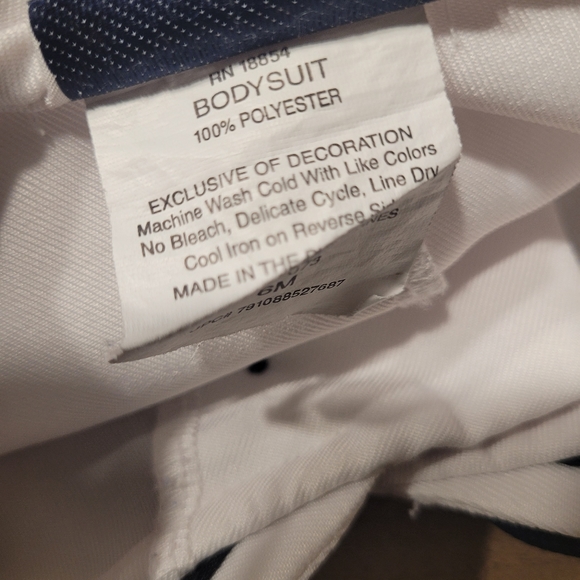 RN 18854
BODYSUIT
100% POLYESTER
EXCLUSIVE OF DECORATION
Machine Wash Cold With Like Colors
No Bleach, Delicate Cycle, Line Dry
Cool Iron on Reverse
MADE IN THE
6M
791088527687